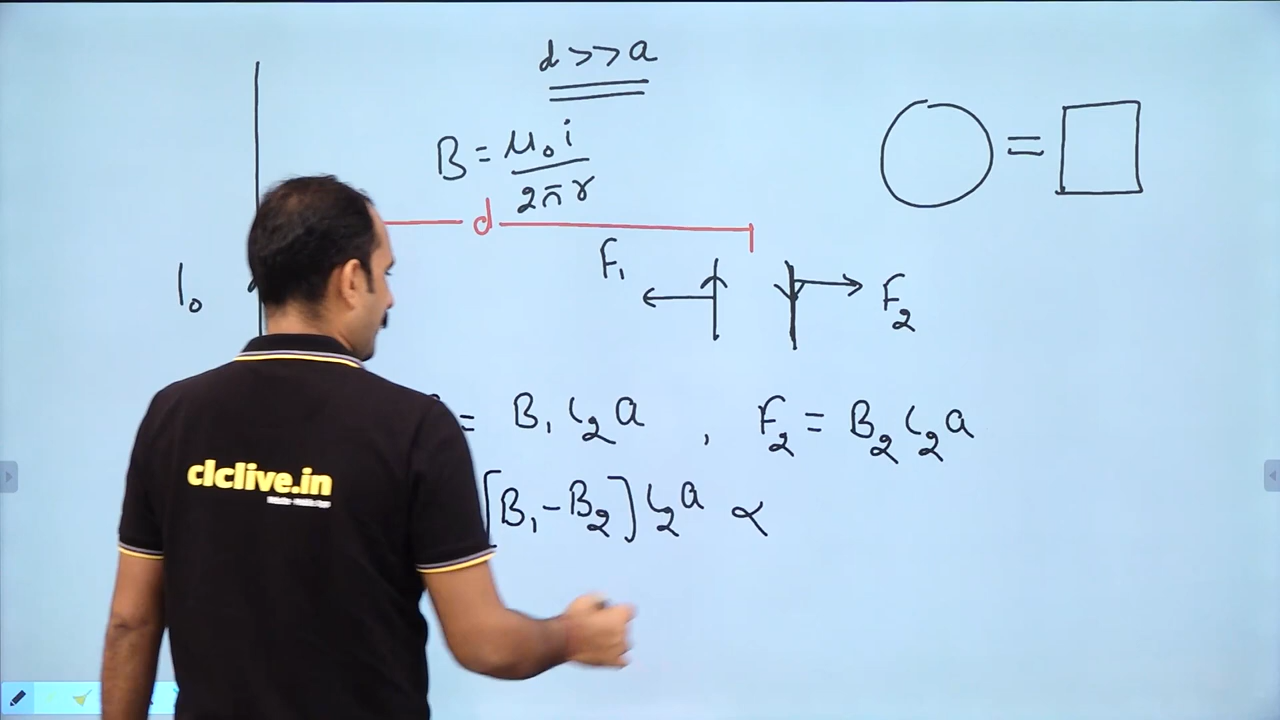 d>>a
B = μ₀i / 2πr
d
F₁
I₀
F₂
= B₁ i₂ a , F₂ = B₂ i₂ a
[B₁ - B₂] i₂ a ∝
clclive.in